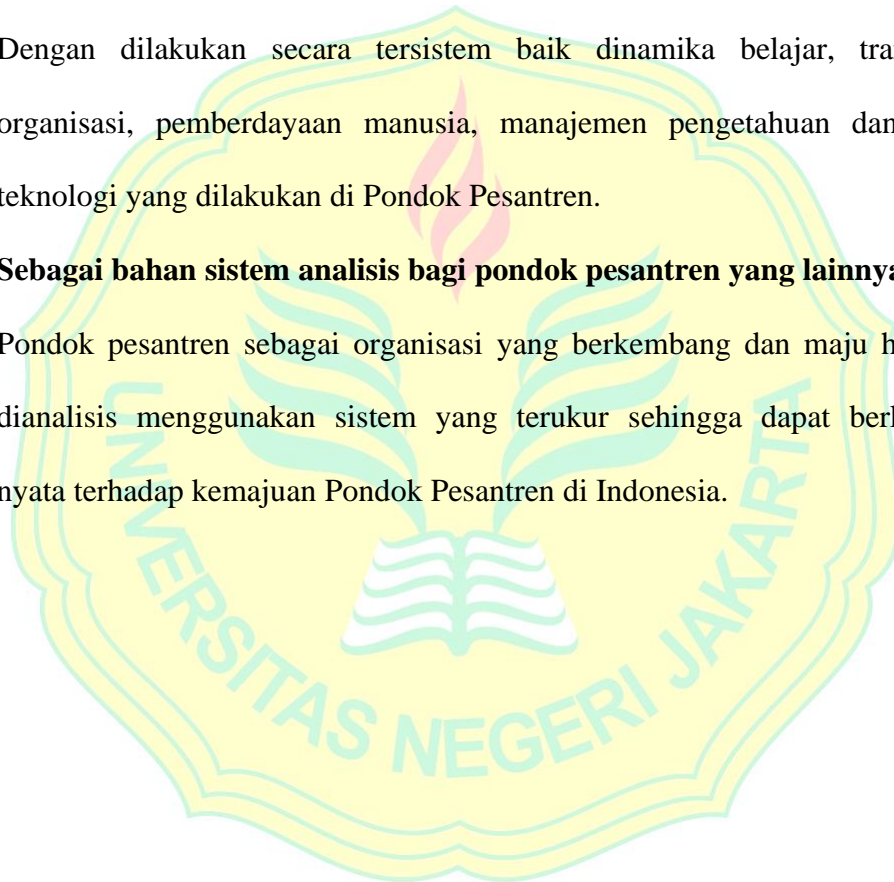 Dengan dilakukan secara tersistem baik dinamika belajar, tra
organisasi, pemberdayaan manusia, manajemen pengetahuan dan
teknologi yang dilakukan di Pondok Pesantren.
Sebagai bahan sistem analisis bagi pondok pesantren yang lainnya
Pondok pesantren sebagai organisasi yang berkembang dan maju h
dianalisis menggunakan sistem yang terukur sehingga dapat berk
nyata terhadap kemajuan Pondok Pesantren di Indonesia.
UNIVERSITAS NEGERI JAKARTA